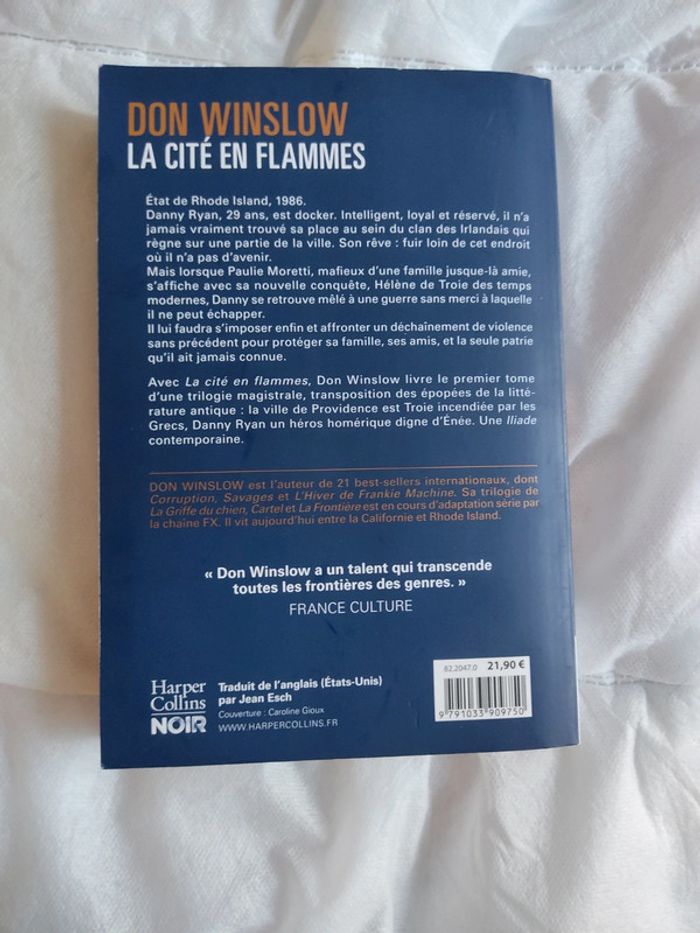 DON WINSLOW
LA CITÉ EN FLAMMES
État de Rhode Island, 1986.
Danny Ryan, 29 ans, est docker. Intelligent, loyal et réservé, il n'a
jamais vraiment trouvé sa place au sein du clan des Irlandais qui
règne sur une partie de la ville. Son rêve : fuir loin de cet endroit
où il n'a pas d'avenir.
Mais lorsque Paulie Moretti, mafieux d'une famille jusque-là amie,
s'affiche avec sa nouvelle conquête, Hélène de Troie des temps
modernes, Danny se retrouve mêlé à une guerre sans merci à laquelle
il ne peut échapper.
Il lui faudra s'imposer enfin et affronter un déchaînement de violence
sans précédent pour protéger sa famille, ses amis, et la seule patrie
qu'il ait jamais connue.
Avec La cité en flammes, Don Winslow livre le premier tome
d'une trilogie magistrale, transposition des épopées de la litté-
rature antique : la ville de Providence est Troie incendiée par les
Grecs, Danny Ryan un héros homérique digne d'Énée. Une Iliade
contemporaine.
DON WINSLOW est l'auteur de 21 best-sellers internationaux, dont
Corruption, Savages et L'Hiver de Frankie Machine. Sa trilogie de
La Griffe du chien, Cartel et La Frontière est en cours d'adaptation série par
la chaîne FX. Il vit aujourd'hui entre la Californie et Rhode Island.
« Don Winslow a un talent qui transcende
toutes les frontières des genres. »
FRANCE CULTURE
Harper
Collins
NOIR
Traduit de l'anglais (États-Unis)
par Jean Esch
Couverture : Caroline Gioux
WWW.HARPERCOLLINS.FR
82.2047.0 21,90 €
9 791033 909750